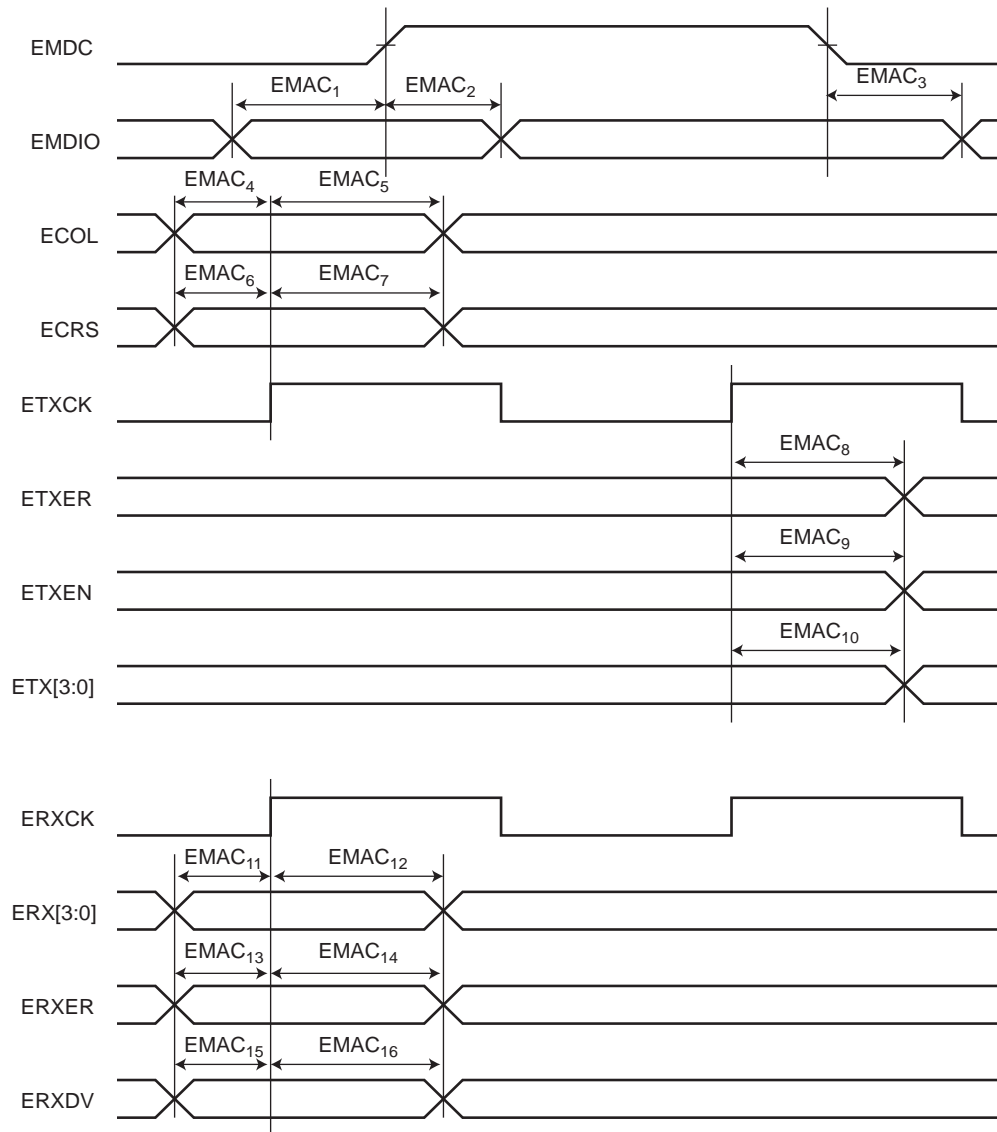 EMDC
EMAC1 EMAC2 EMAC3
EMDIO
EMAC4 EMAC5
ECOL
EMAC6 EMAC7
ECRS
ETXCK
EMAC8
ETXER
EMAC9
ETXEN
EMAC10
ETX[3:0]
ERXCK
EMAC11 EMAC12
ERX[3:0]
EMAC13 EMAC14
ERXER
EMAC15 EMAC16
ERXDV